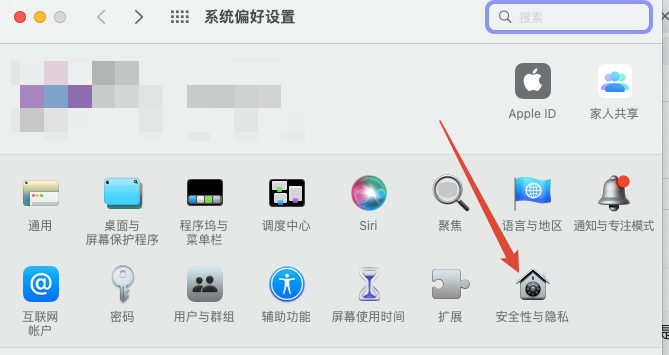 系统偏好设置
搜索
Apple ID
家人共享
通用
桌面与
屏幕保护程序
程序坞与
菜单栏
调度中心
Siri
聚焦
语言与地区
通知与专注模式
互联网
帐户
密码
用户与群组
辅助功能
屏幕使用时间
扩展
安全性与隐私